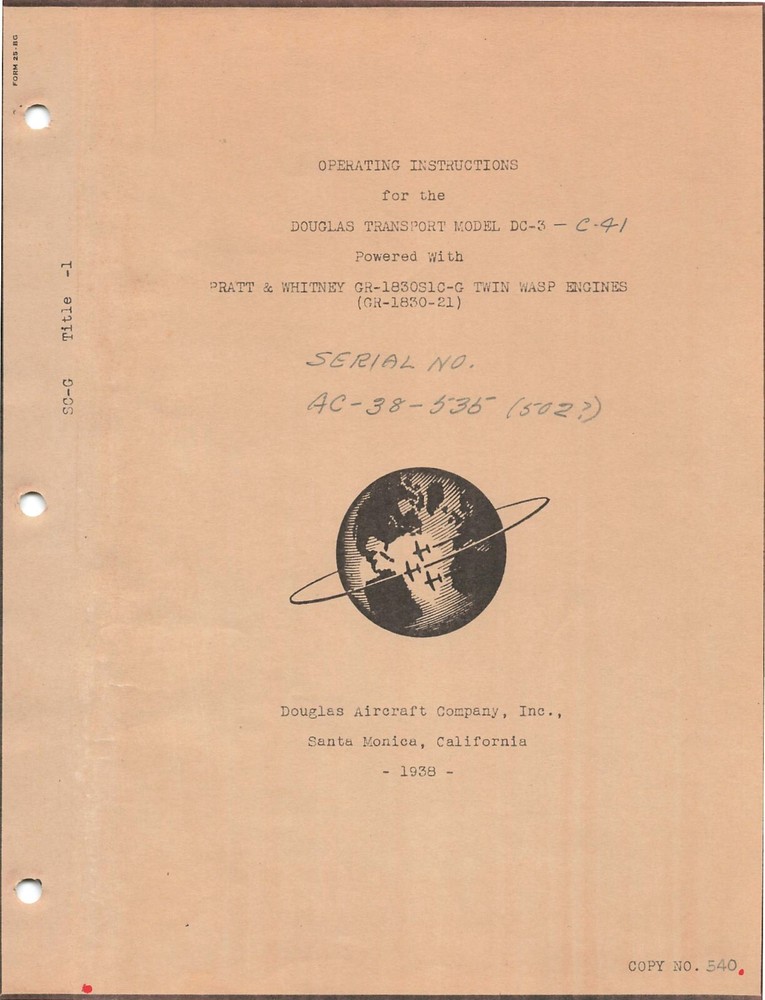 FORM 25-8G
OPERATING INSTRUCTIONS
for the
DOUGLAS TRANSPORT MODEL DC-3 - C-41
Powered With
PRATT & WHITNEY GR-1830S1C-G TWIN WASP ENGINES
(GR-1830-21)
SC-G Title -1
SERIAL NO.
AC-38-535 (502?)
Douglas Aircraft Company, Inc.,
Santa Monica, California
- 1938 -
COPY NO. 540.